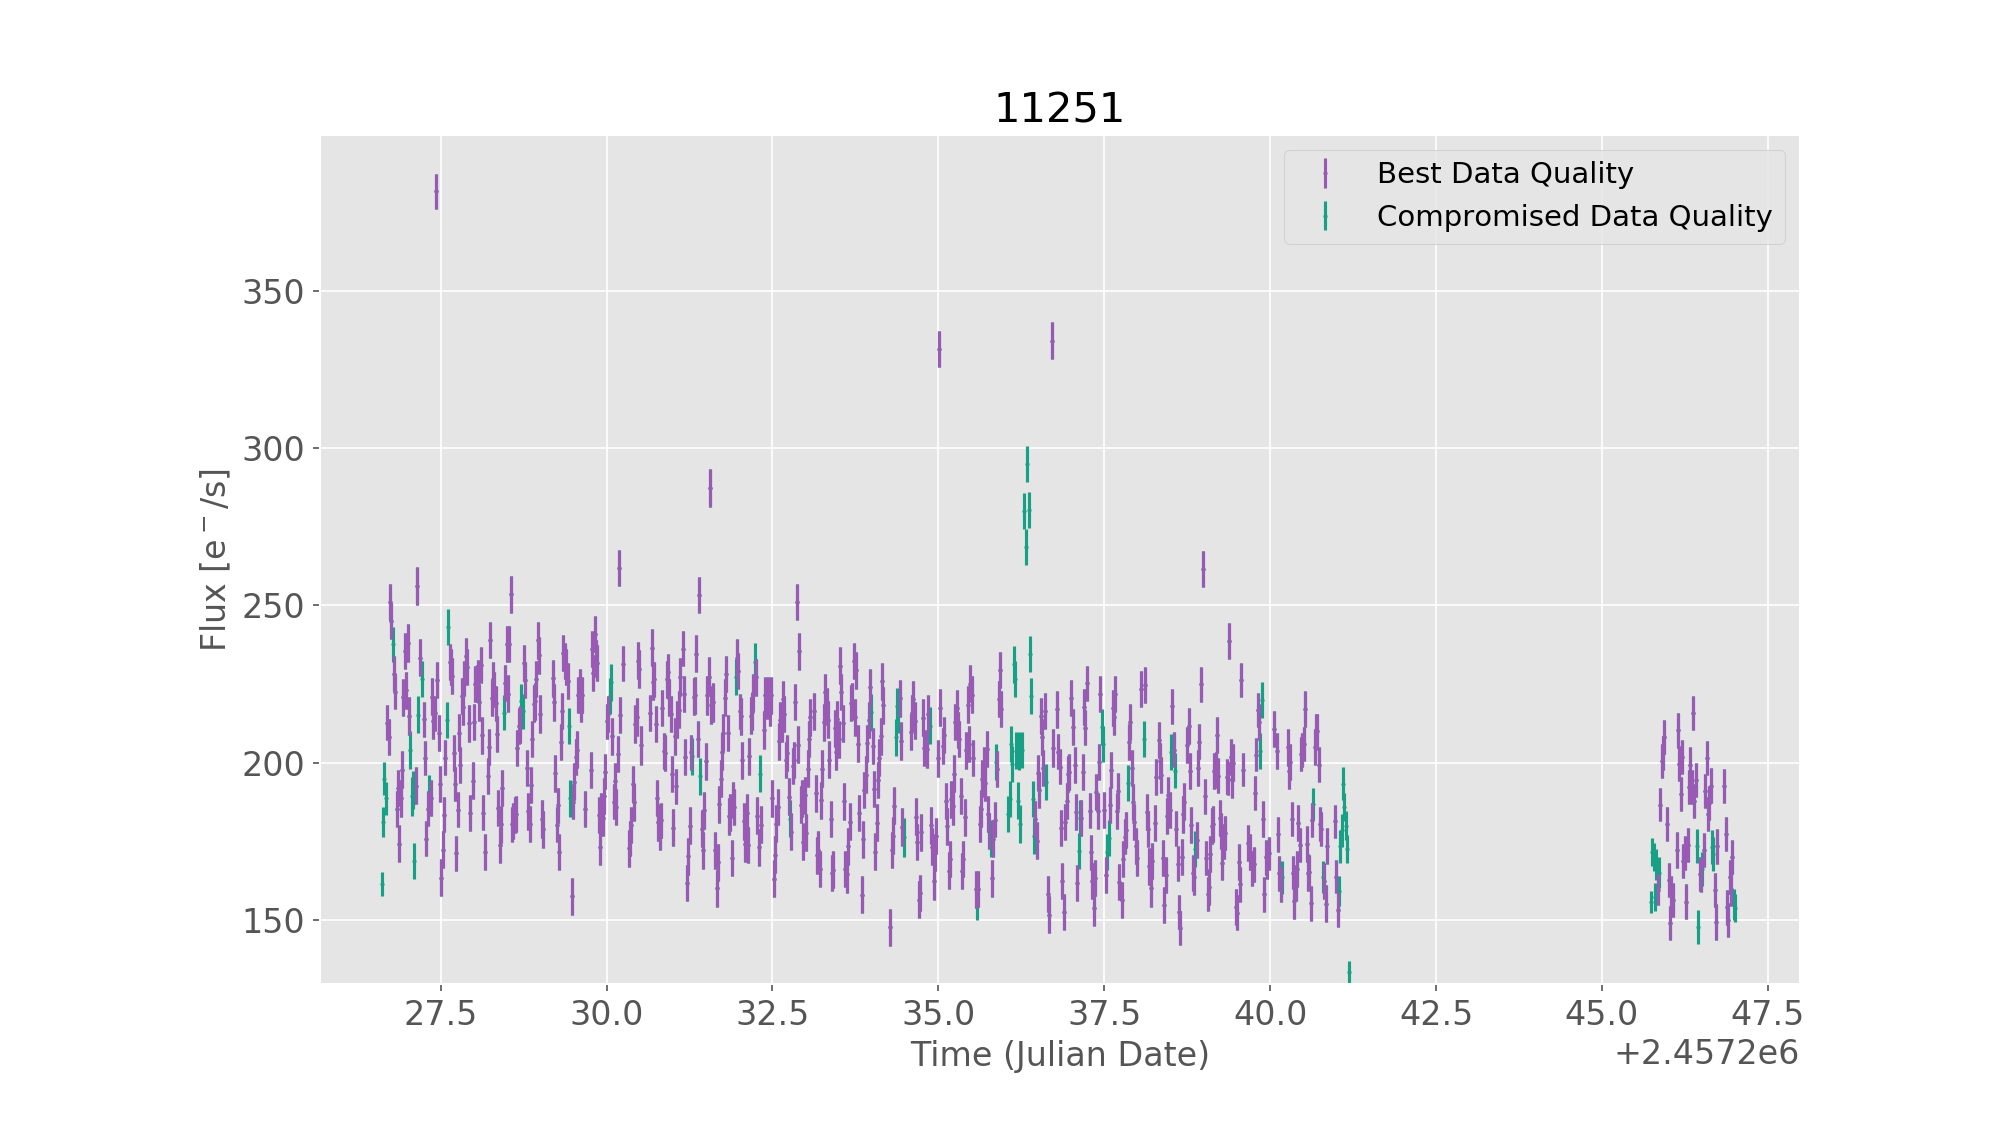 11251
Best Data Quality
Compromised Data Quality
Flux [e⁻/s]
350
300
250
200
150
27.5 30.0 32.5 35.0 37.5 40.0 42.5 45.0 47.5
Time (Julian Date)
+2.4572e6